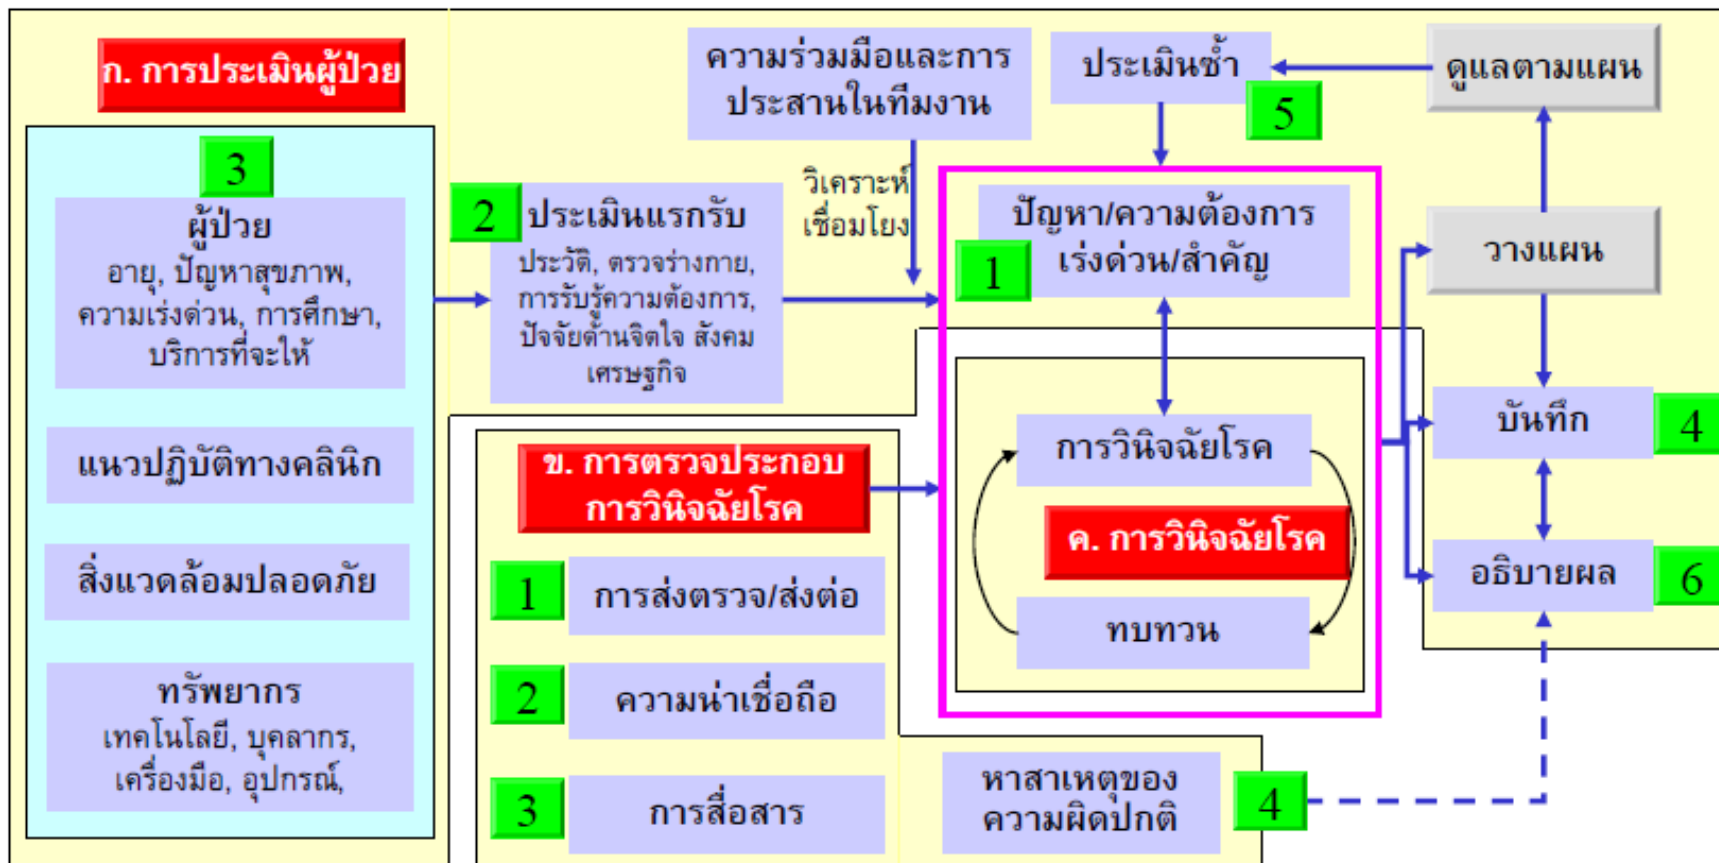 ก. การประเมินผู้ป่วย
3
ผู้ป่วย
อายุ, ปัญหาสุขภาพ,
ความเร่งด่วน, การศึกษา,
บริการที่จะให้
แนวปฏิบัติทางคลินิก
สิ่งแวดล้อมปลอดภัย
ทรัพยากร
เทคโนโลยี, บุคลากร,
เครื่องมือ, อุปกรณ์,
2
ประเมินแรกรับ
ประวัติ, ตรวจร่างกาย,
การรับรู้ความต้องการ,
ปัจจัยด้านจิตใจ สังคม
เศรษฐกิจ
ความร่วมมือและการ
ประสานในทีมงาน
วิเคราะห์
เชื่อมโยง
ประเมินซ้ำ
5
ดูแลตามแผน
ปัญหา/ความต้องการ
เร่งด่วน/สำคัญ
1
วางแผน
ข. การตรวจประกอบ
การวินิจฉัยโรค
1
การส่งตรวจ/ส่งต่อ
2
ความน่าเชื่อถือ
3
การสื่อสาร
การวินิจฉัยโรค
ค. การวินิจฉัยโรค
ทบทวน
บันทึก
4
อธิบายผล
6
หาสาเหตุของ
ความผิดปกติ
4